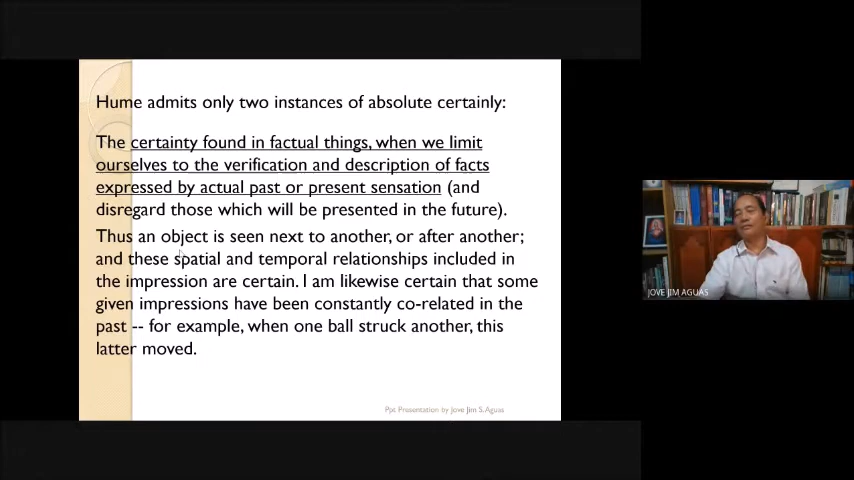 Hume admits only two instances of absolute certainly:
The certainty found in factual things, when we limit
ourselves to the verification and description of facts
expressed by actual past or present sensation (and
disregard those which will be presented in the future).
Thus an object is seen next to another, or after another;
and these spatial and temporal relationships included in
the impression are certain. I am likewise certain that some
given impressions have been constantly co-related in the
past -- for example, when one ball struck another, this
latter moved.
Ppt Presentation by Jove Jim S. Aguas
JOVE JIM AGUAS